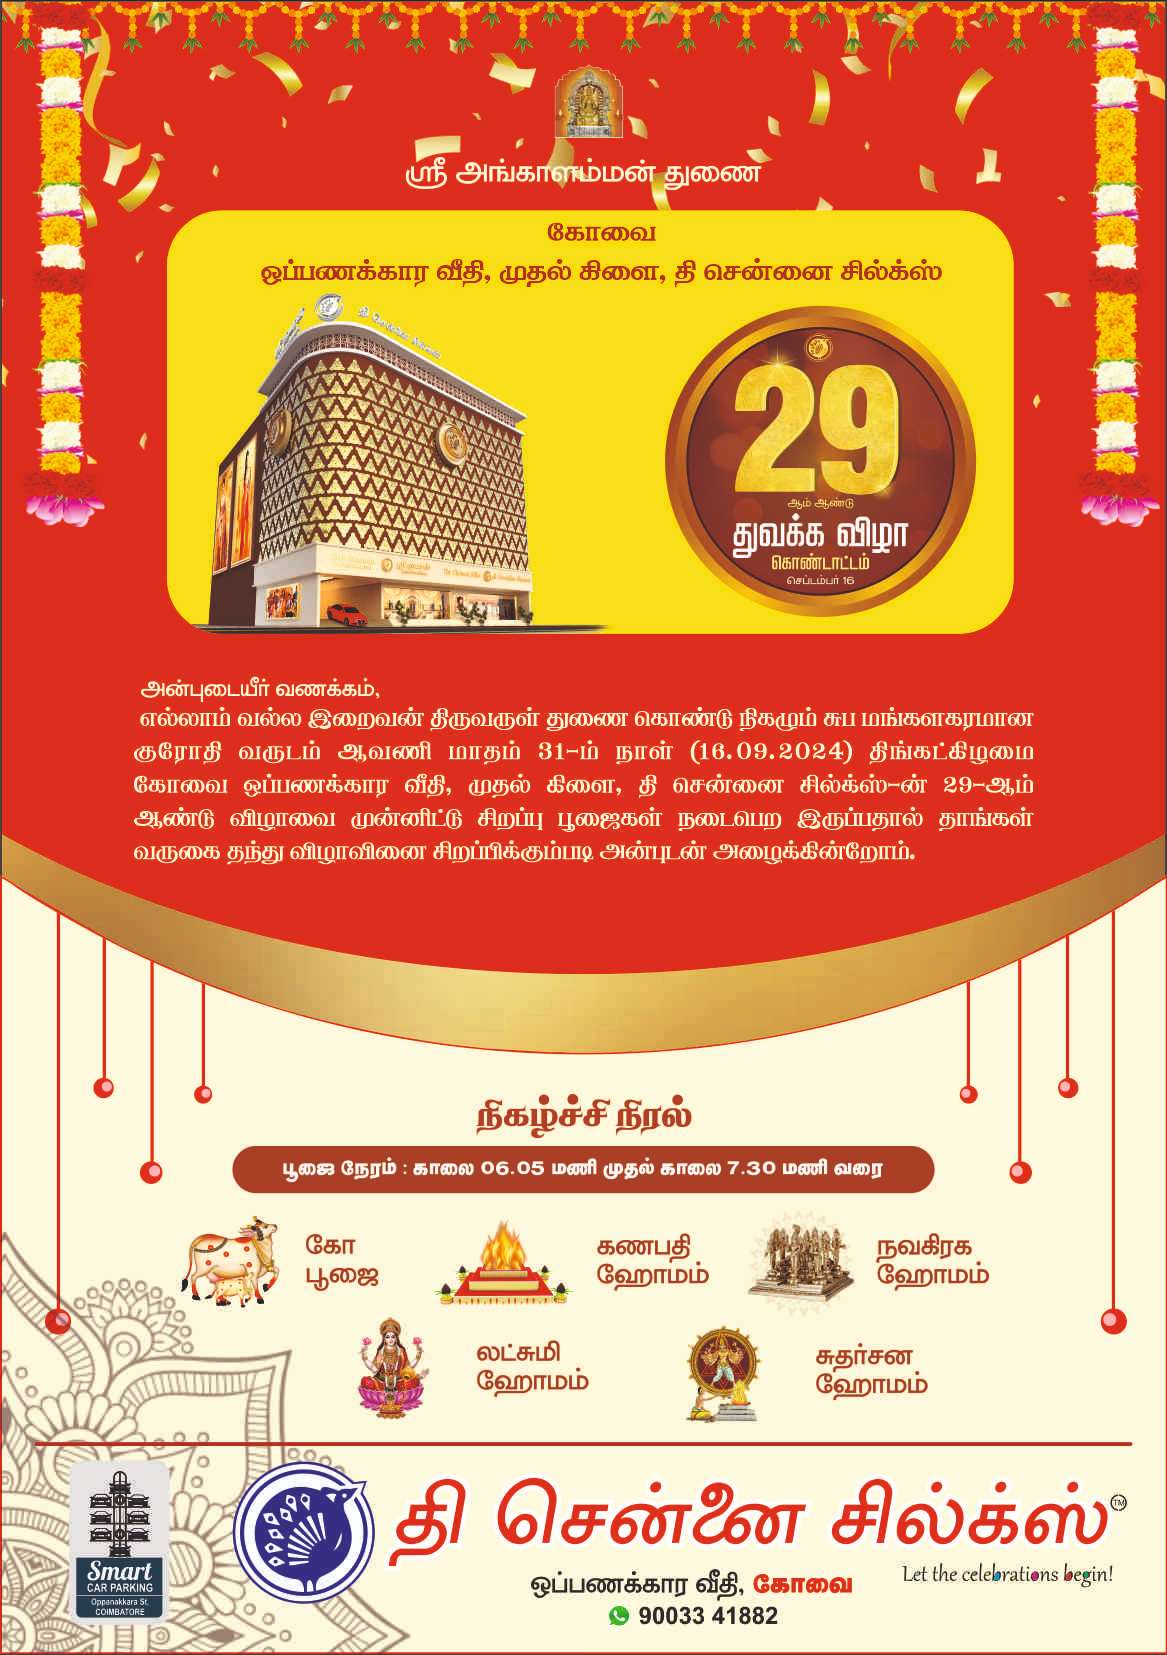 ஸ்ரீ அங்காளம்மன் துணை
கோவை
ஒப்பணக்கார வீதி, முதல் கிளை, தி சென்னை சில்க்ஸ்
29
ஆம் ஆண்டு
துவக்க விழா
கொண்டாட்டம்
செப்டம்பர் 16
அன்புடையீர் வணக்கம்,
எல்லாம் வல்ல இறைவன் திருவருள் துணை கொண்டு நிகழும் சுப மங்களகரமான
குரோதி வருடம் ஆவணி மாதம் 31-ம் நாள் (16.09.2024) திங்கட்கிழமை
கோவை ஒப்பணக்கார வீதி, முதல் கிளை, தி சென்னை சில்க்ஸ்-ன் 29-ஆம்
ஆண்டு விழாவை முன்னிட்டு சிறப்பு பூஜைகள் நடைபெற இருப்பதால் தாங்கள்
வருகை தந்து விழாவினை சிறப்பிக்கும்படி அன்புடன் அழைக்கின்றோம்.
நிகழ்ச்சி நிரல்
பூஜை நேரம் : காலை 06.05 மணி முதல் காலை 7.30 மணி வரை
கோ
பூஜை
கணபதி
ஹோமம்
நவகிரக
ஹோமம்
லட்சுமி
ஹோமம்
சுதர்சன
ஹோமம்
Smart
CAR PARKING
Oppanakkara St.
COIMBATORE
தி சென்னை சில்க்ஸ் TM
Let the celebrations begin!
ஒப்பணக்கார வீதி, கோவை
90033 41882